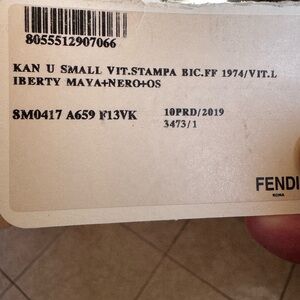 8055512907066
KAN U SMALL VIT.STAMPA BIC.FF 1974/VIT.L
IBERTY MAYA+NERO+OS
8M0417 A659 F13VK
10PRD/2019
3473/1
FENDI
ROMA